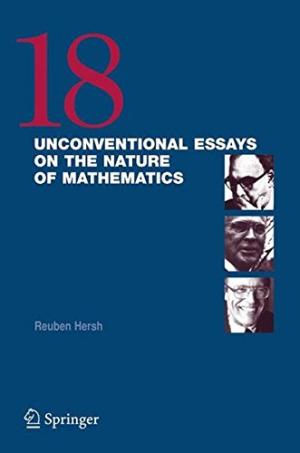 18
UNCONVENTIONAL ESSAYS
ON THE NATURE
OF MATHEMATICS
Reuben Hersh
Springer